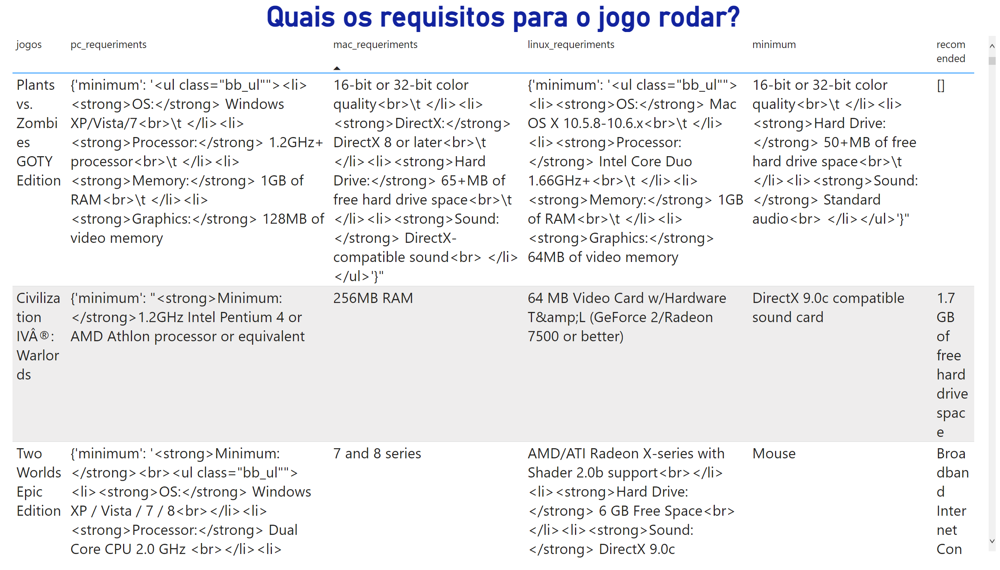 Quais os requisitos para o jogo rodar?
jogos
pc_requeriments
mac_requeriments
linux_requeriments
minimum
recom
ended
Plants
vs.
Zombi
es
GOTY
Edition
{'minimum': '<ul class="bb_ul""><li>
<strong>OS:</strong> Windows
XP/Vista/7<br>\t </li><li>
<strong>Processor:</strong> 1.2GHz+
processor<br>\t </li><li>
<strong>Memory:</strong> 1GB of
RAM<br>\t </li><li>
<strong>Graphics:</strong> 128MB of
video memory
16-bit or 32-bit color
quality<br>\t </li><li>
<strong>DirectX:</strong>
DirectX 8 or later<br>\t
</li><li><strong>Hard
Drive:</strong> 65+MB of
free hard drive space<br>\t
</li><li><strong>Sound:
</strong> DirectX-
compatible sound<br> </li>
</ul>'}"
{'minimum': '<ul class="bb_ul"">
<li><strong>OS:</strong> Mac
OS X 10.5.8-10.6.x<br>\t </li>
<li><strong>Processor:
</strong> Intel Core Duo
1.66GHz+<br>\t </li><li>
<strong>Memory:</strong> 1GB
of RAM<br>\t </li><li>
<strong>Graphics:</strong>
64MB of video memory
16-bit or 32-bit color
quality<br>\t </li><li>
<strong>Hard Drive:
</strong> 50+MB of free
hard drive space<br>\t
</li><li><strong>Sound:
</strong> Standard
audio<br> </li></ul>'}"
[]
Civiliza
tion
IVÂ®:
Warlor
ds
{'minimum': "<strong>Minimum:
</strong>1.2GHz Intel Pentium 4 or
AMD Athlon processor or equivalent
256MB RAM
64 MB Video Card w/Hardware
T&amp;L (GeForce 2/Radeon
7500 or better)
DirectX 9.0c compatible
sound card
1.7
GB
of
free
hard
drive
spac
e
Two
Worlds
Epic
Edition
{'minimum': '<strong>Minimum:
</strong><br><ul class="bb_ul"">
<li><strong>OS:</strong> Windows
XP / Vista / 7 / 8<br></li><li>
<strong>Processor:</strong> Dual
Core CPU 2.0 GHz <br></li><li>
7 and 8 series
AMD/ATI Radeon X-series with
Shader 2.0b support<br></li>
<li><strong>Hard Drive:
</strong> 6 GB Free Space<br>
</li><li><strong>Sound:
</strong> DirectX 9.0c
Mouse
Broa
dban
d
Inter
net
Con